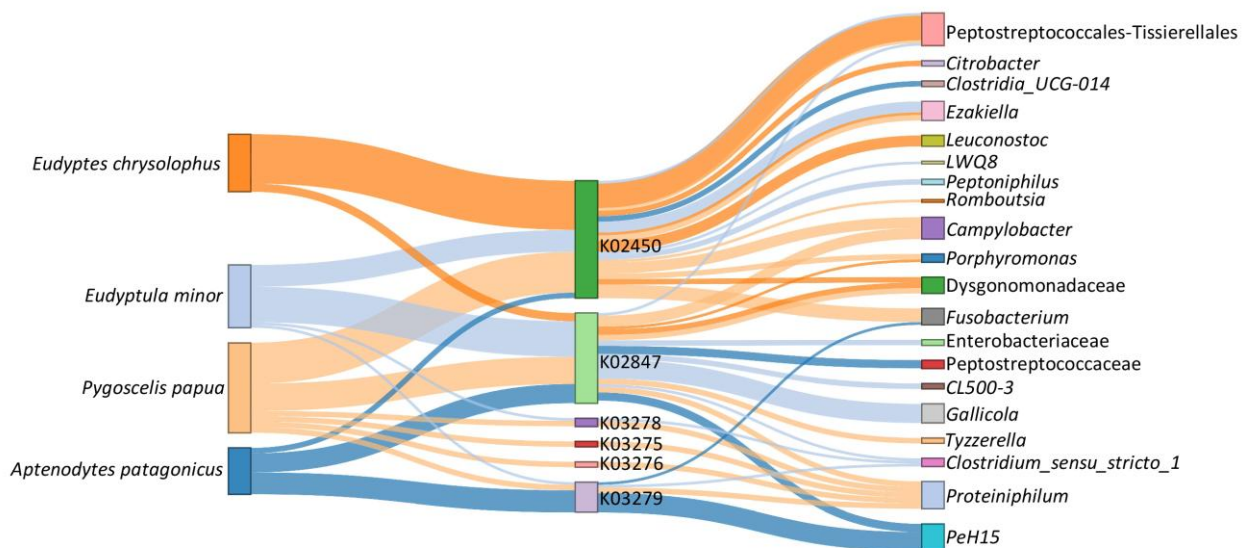 Eudyptes chrysolophus
Eudyptula minor
Pygoscelis papua
Aptenodytes patagonicus
K02450
K02847
K03278
K03275
K03276
K03279
Peptostreptococcales-Tissierellales
Citrobacter
Clostridia_UCG-014
Ezakiella
Leuconostoc
LWQ8
Peptoniphilus
Romboutsia
Campylobacter
Porphyromonas
Dysgonomonadaceae
Fusobacterium
Enterobacteriaceae
Peptostreptococcaceae
CL500-3
Gallicola
Tyzzerella
Clostridium_sensu_stricto_1
Proteiniphilum
PeH15